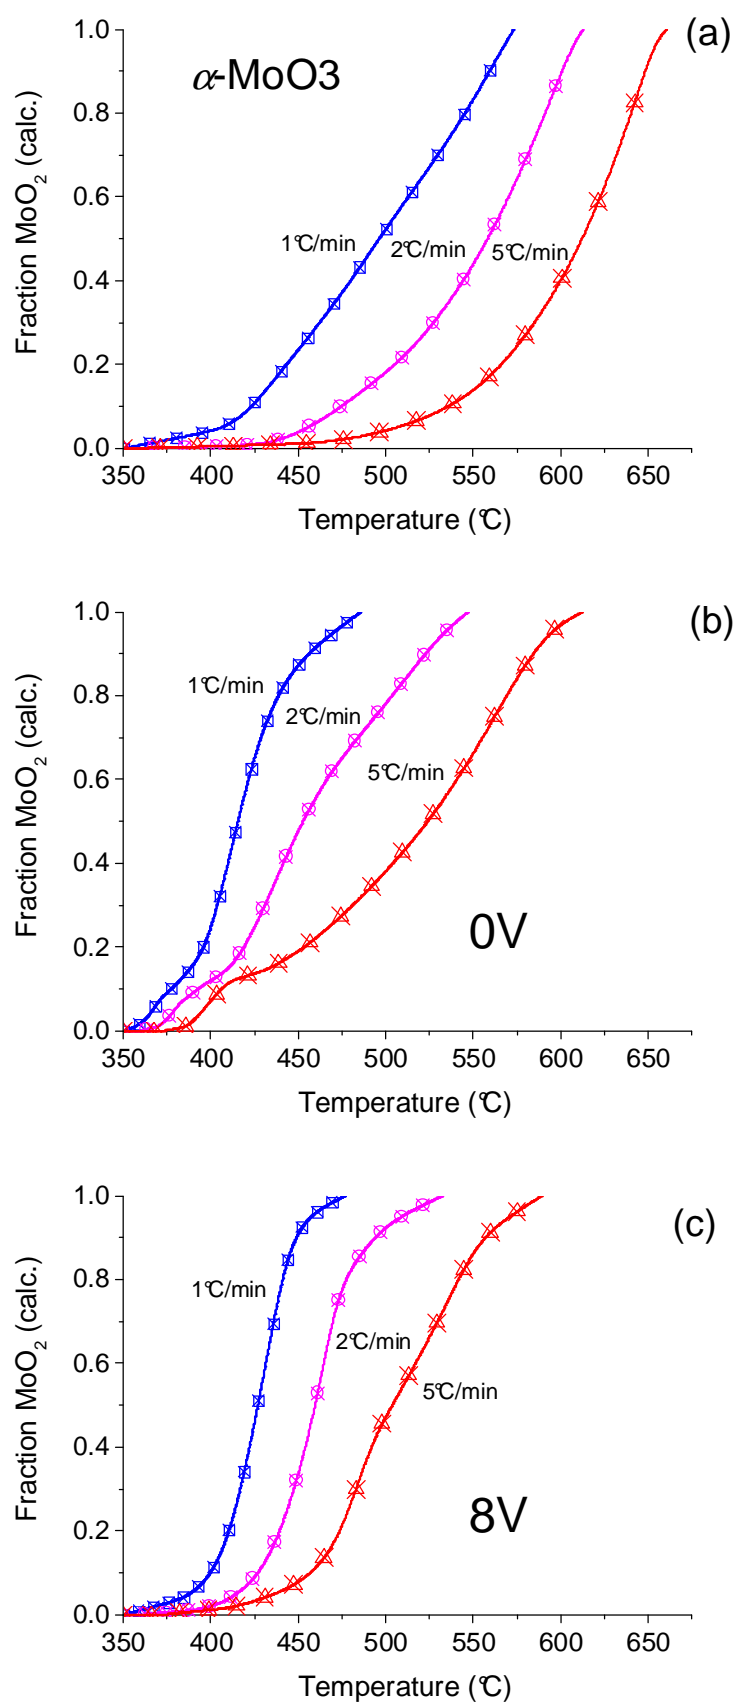 (a)
α-MoO3
1.0
0.8
0.6
0.4
0.2
0.0
Fraction MoO₂ (calc.)
1°C/min
2°C/min
5°C/min
350 400 450 500 550 600 650
Temperature (°C)
(b)
1.0
0.8
0.6
0.4
0.2
0.0
Fraction MoO₂ (calc.)
1°C/min
2°C/min
5°C/min
0V
350 400 450 500 550 600 650
Temperature (°C)
(c)
1.0
0.8
0.6
0.4
0.2
0.0
Fraction MoO₂ (calc.)
1°C/min
2°C/min
5°C/min
8V
350 400 450 500 550 600 650
Temperature (°C)